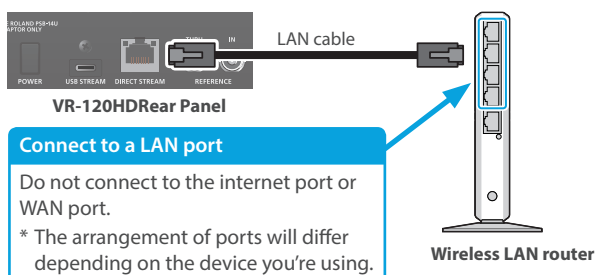 E ROLAND PSB-14U
APTOR ONLY
IN
LAN cable
POWER
USB STREAM
DIRECT STREAM
REFERENCE
VR-120HDRear Panel
Connect to a LAN port
Do not connect to the internet port or
WAN port.
* The arrangement of ports will differ
depending on the device you're using.
Wireless LAN router